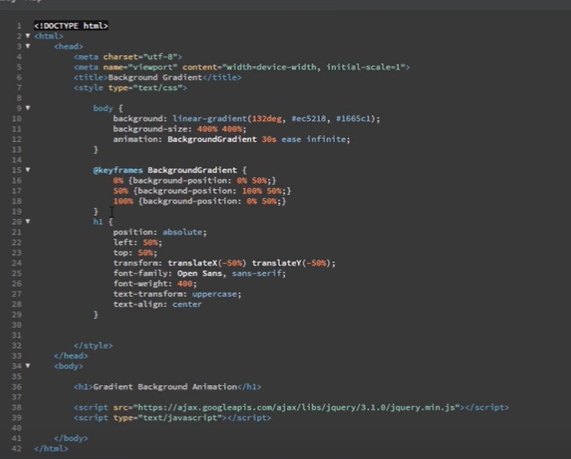 1 <!DOCTYPE html>
2 <html>
3 <head>
4 <meta charset="utf-8">
5 <meta name="viewport" content="width=device-width, initial-scale=1">
6 <title>Background Gradient</title>
7 <style type="text/css">
8
9 body {
10 background: linear-gradient(132deg, #ec5218, #1665c1);
11 background-size: 400% 400%;
12 animation: BackgroundGradient 30s ease infinite;
13 }
14
15 @keyframes BackgroundGradient {
16 0% {background-position: 0% 50%;}
17 50% {background-position: 100% 50%;}
18 100% {background-position: 0% 50%;}
19 }
20 h1 {
21 position: absolute;
22 left: 50%;
23 top: 50%;
24 transform: translateX(-50%) translateY(-50%);
25 font-family: Open Sans, sans-serif;
26 font-weight: 400;
27 text-transform: uppercase;
28 text-align: center
29 }
30
31
32 </style>
33 </head>
34 <body>
35
36 <h1>Gradient Background Animation</h1>
37
38 <script src="https://ajax.googleapis.com/ajax/libs/jquery/3.1.0/jquery.min.js"></script>
39 <script type="text/javascript"></script>
40
41 </body>
42 </html>